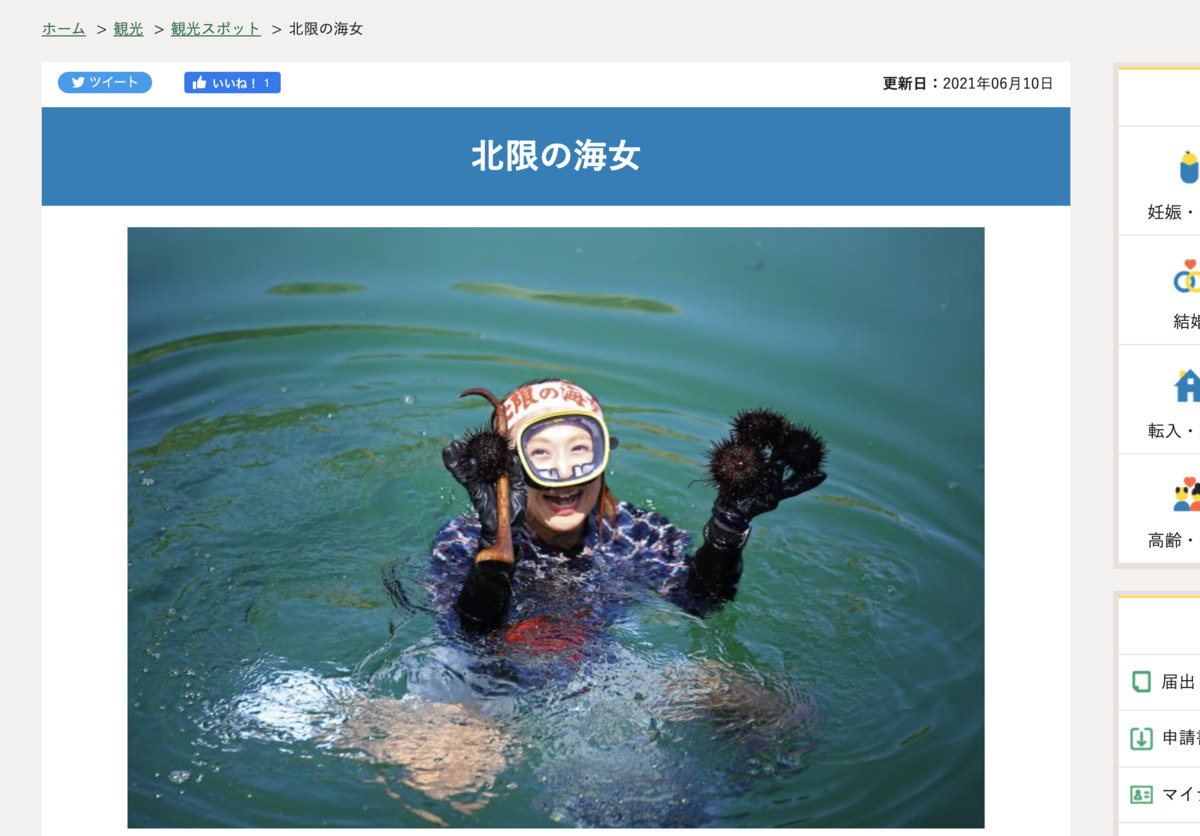 ホーム > 観光 > 観光スポット > 北限の海女
ツイート
いいね！ 1
更新日：2021年06月10日
北限の海女
限の海
妊娠・
結婚
転入・
高齢・
届出
申請書
マイナ